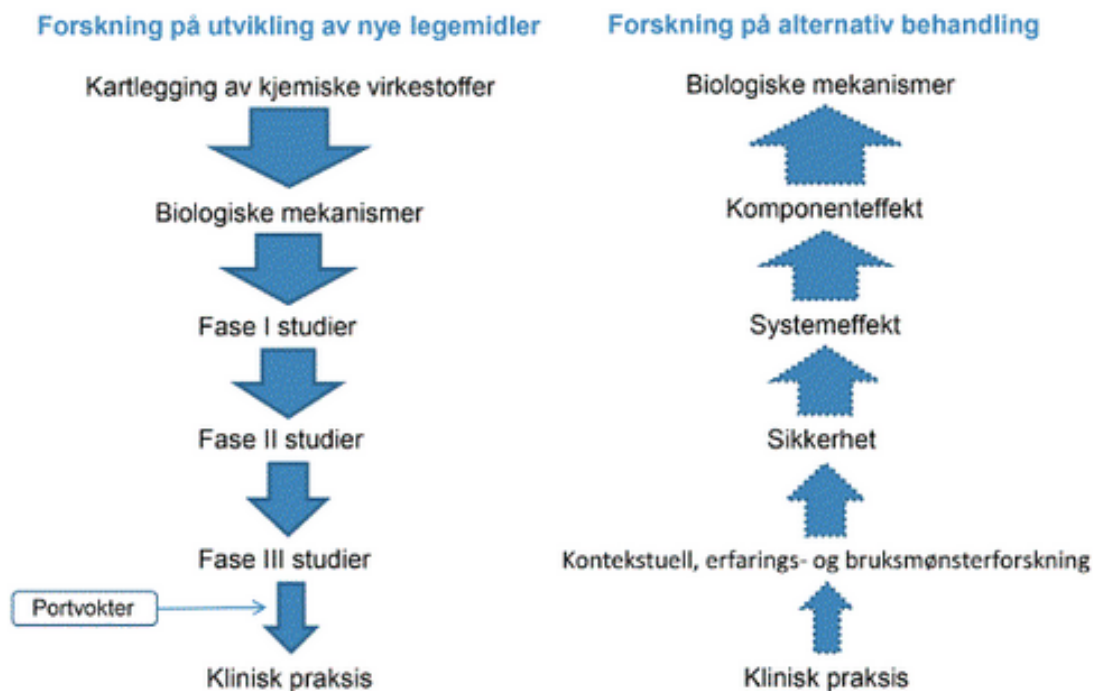 Forskning på utvikling av nye legemidler
Kartlegging av kjemiske virkestoffer
Biologiske mekanismer
Fase I studier
Fase II studier
Fase III studier
Portvokter
Klinisk praksis
Forskning på alternativ behandling
Biologiske mekanismer
Komponenteffekt
Systemeffekt
Sikkerhet
Kontekstuell, erfarings- og bruksmønsterforskning
Klinisk praksis